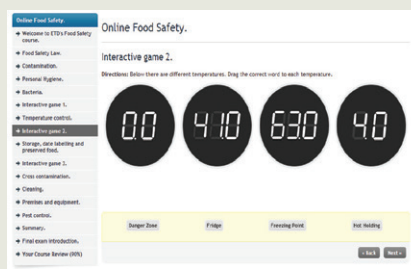 Online Food Safety.
Welcome to ETD's Food Safety course.
Food Safety Law.
Contamination.
Personal Hygiene.
Bacteria.
Interactive game 1.
Temperature control.
Interactive game 2.
Storage, date labelling and preserved food.
Interactive game 3.
Cross contamination.
Cleaning.
Premises and equipment.
Pest control.
Summary.
Final exam introduction.
Your Course Review (00%)
Online Food Safety.
Interactive game 2.
Directions: Below there are different temperatures. Drag the correct word to each temperature.
0.0 41.0 63.0 4.0
Danger Zone Fridge Freezing Point Hot Holding
« Back Next »